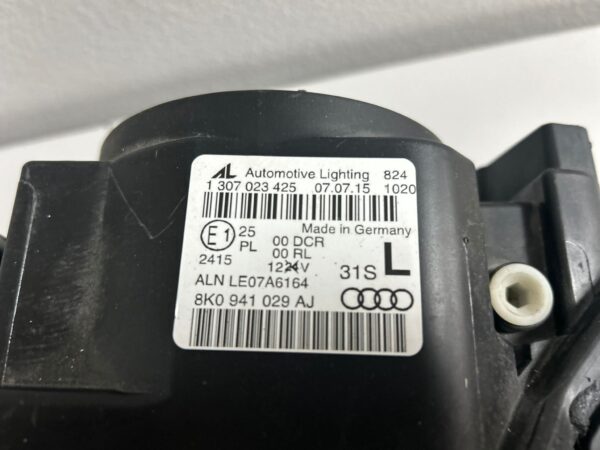 AL Automotive Lighting 824
1 307 023 425 07.07.15 1020
Made in Germany
E1 25 00 DCR
PL 00 RL
2415 1224V
31S L
ALN LE07A6164
8K0 941 029 AJ